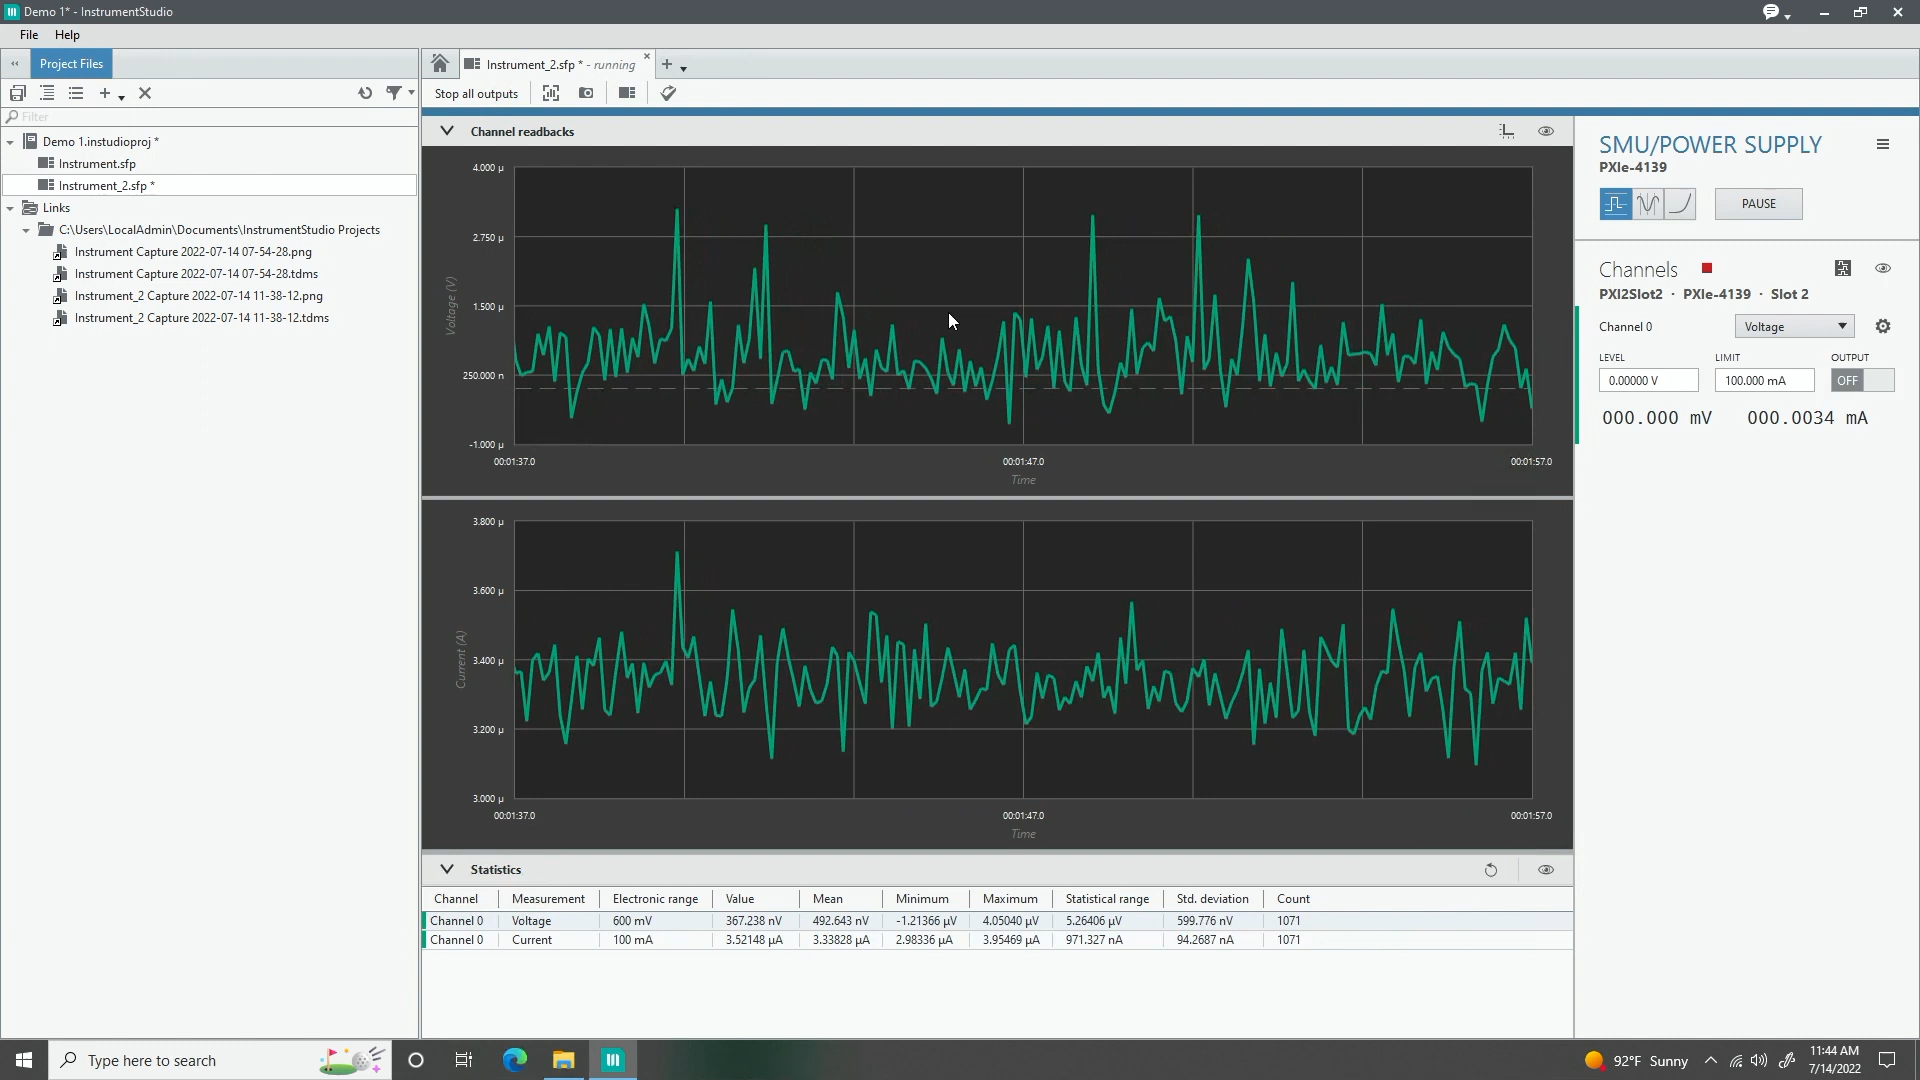 Demo 1* - InstrumentStudio
File Help
Project Files
Instrument_2.sfp * - running
Stop all outputs
Filter
Demo 1.instudioproj *
Instrument.sfp
Instrument_2.sfp *
Links
C:\Users\LocalAdmin\Documents\InstrumentStudio Projects
Instrument Capture 2022-07-14 07-54-28.png
Instrument Capture 2022-07-14 07-54-28.tdms
Instrument_2 Capture 2022-07-14 11-38-12.png
Instrument_2 Capture 2022-07-14 11-38-12.tdms
Channel readbacks
4.000 µ
2.750 µ
1.500 µ
250.000 n
-1.000 µ
Voltage (V)
00:01:37.0 00:01:47.0 00:01:57.0
Time
3.800 µ
3.600 µ
3.400 µ
3.200 µ
3.000 µ
Current (A)
00:01:37.0 00:01:47.0 00:01:57.0
Time
Statistics
Channel Measurement Electronic range Value Mean Minimum Maximum Statistical range Std. deviation Count
Channel 0 Voltage 600 mV 367.238 nV 492.643 nV -1.21366 µV 4.05040 µV 5.26406 µV 599.776 nV 1071
Channel 0 Current 100 mA 3.52148 µA 3.33828 µA 2.98336 µA 3.95469 µA 971.327 nA 94.2687 nA 1071
SMU/POWER SUPPLY
PXIe-4139
PAUSE
Channels
PXI2Slot2 · PXIe-4139 · Slot 2
Channel 0 Voltage
LEVEL LIMIT OUTPUT
0.00000 V 100.000 mA OFF
000.000 mV 000.0034 mA
Type here to search
92°F Sunny
11:44 AM
7/14/2022